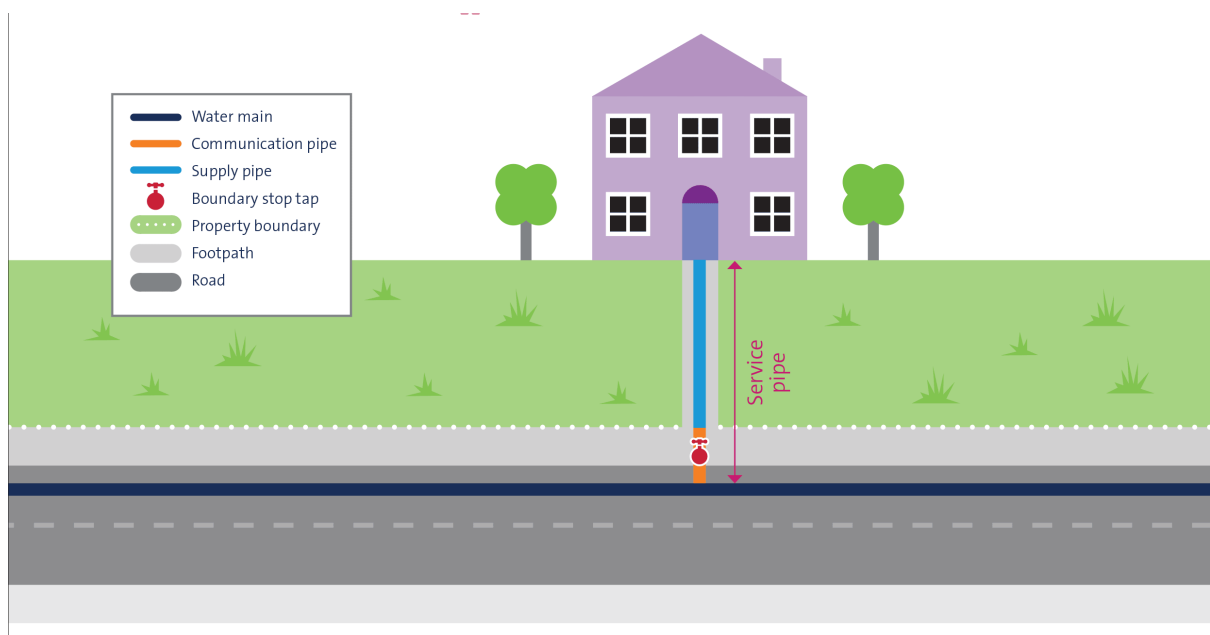 Water main
Communication pipe
Supply pipe
Boundary stop tap
Property boundary
Footpath
Road
Service
pipe